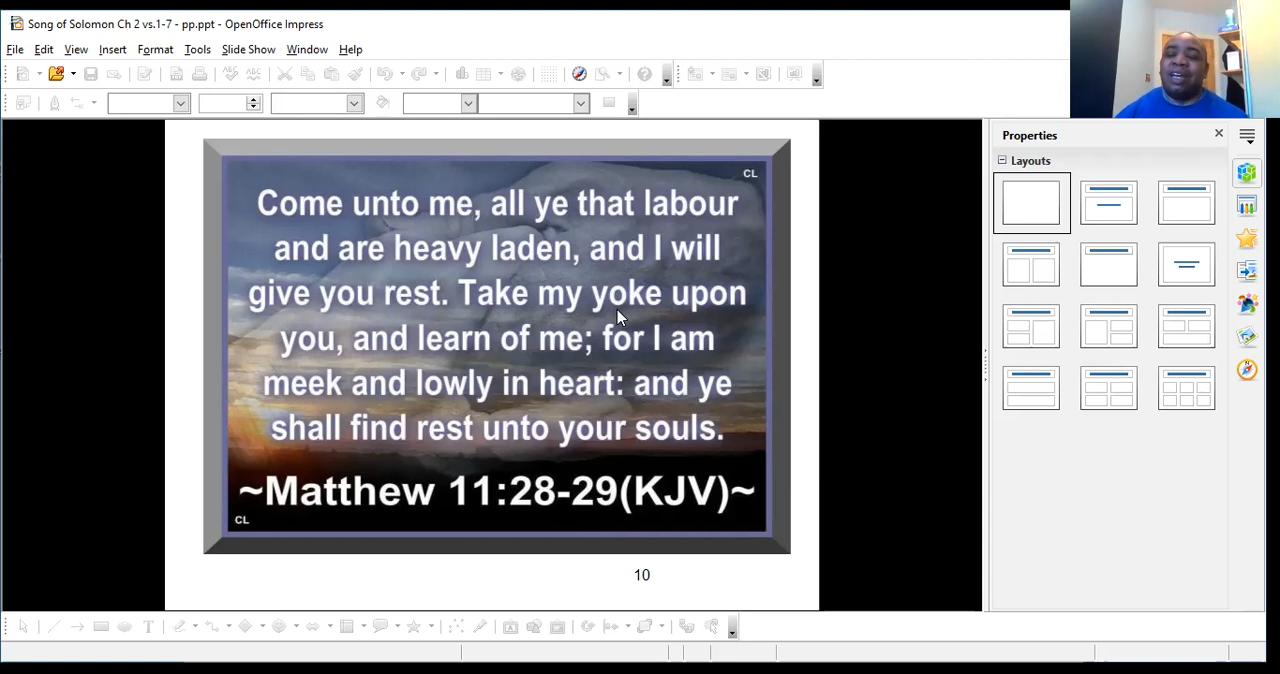 Song of Solomon Ch 2 vs.1-7 - pp.ppt - OpenOffice Impress
File Edit View Insert Format Tools Slide Show Window Help
Properties
Layouts
CL
Come unto me, all ye that labour
and are heavy laden, and I will
give you rest. Take my yoke upon
you, and learn of me; for I am
meek and lowly in heart: and ye
shall find rest unto your souls.
~Matthew 11:28-29(KJV)~
CL
10